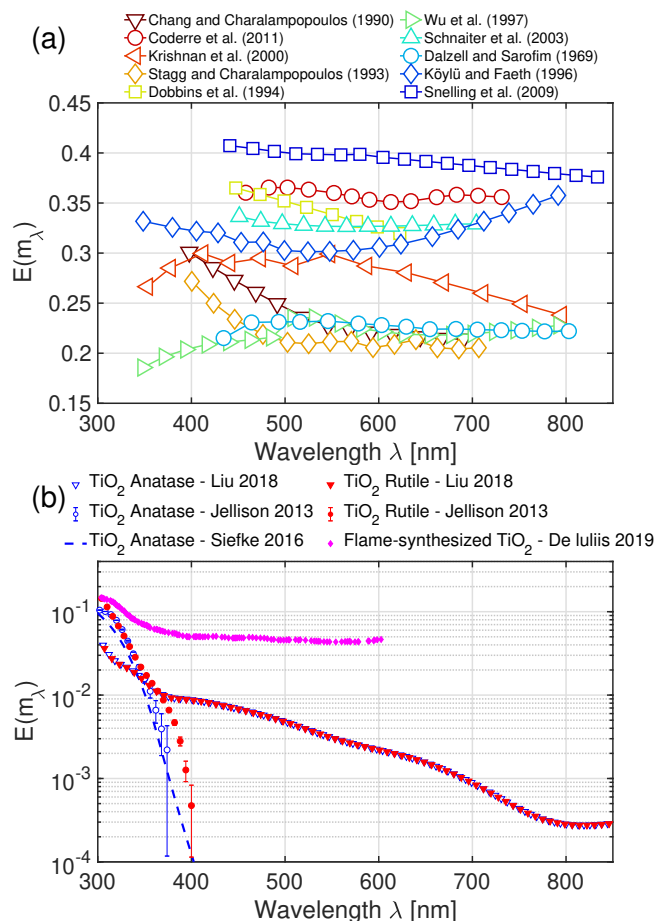 (a)
Chang and Charalampopoulos (1990)
Coderre et al. (2011)
Krishnan et al. (2000)
Stagg and Charalampopoulos (1993)
Dobbins et al. (1994)
Wu et al. (1997)
Schnaiter et al. (2003)
Dalzell and Sarofim (1969)
Köylü and Faeth (1996)
Snelling et al. (2009)
E(m_λ)
0.45
0.4
0.35
0.3
0.25
0.2
0.15
400 500 600 700 800
Wavelength λ [nm]
(b)
TiO₂ Anatase - Liu 2018
TiO₂ Anatase - Jellison 2013
TiO₂ Anatase - Siefke 2016
TiO₂ Rutile - Liu 2018
TiO₂ Rutile - Jellison 2013
Flame-synthesized TiO₂ - De Iuliis 2019
E(m_λ)
10⁻¹
10⁻²
10⁻³
10⁻⁴
300 400 500 600 700 800
Wavelength λ [nm]